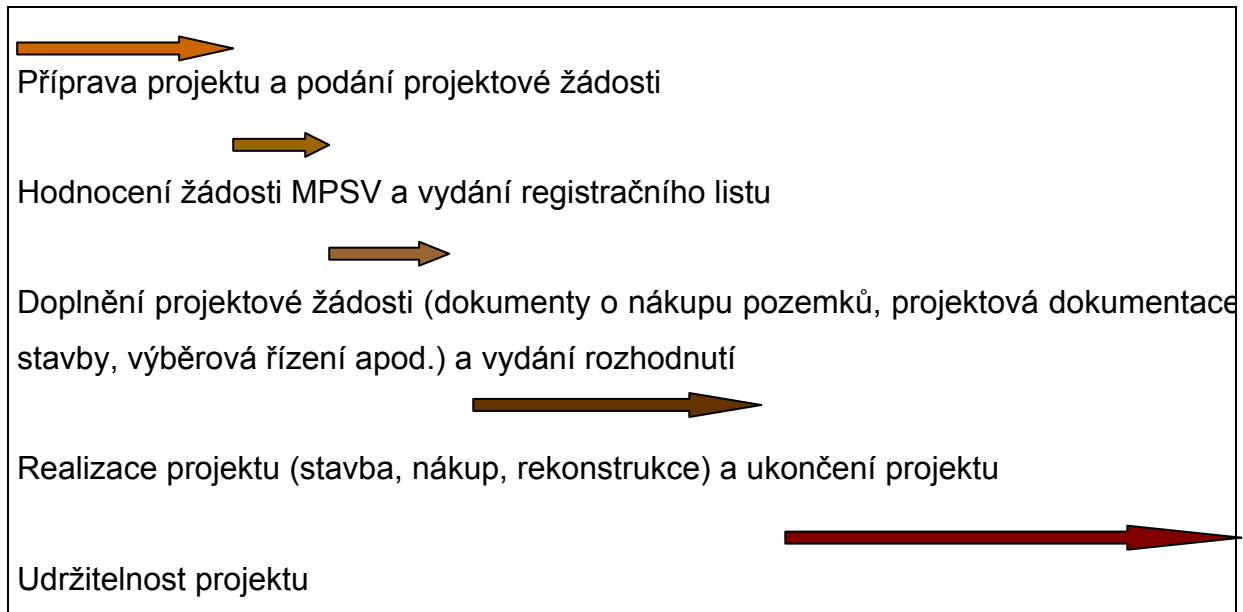 Příprava projektu a podání projektové žádosti
Hodnocení žádosti MPSV a vydání registračního listu
Doplnění projektové žádosti (dokumenty o nákupu pozemků, projektová dokumentace
stavby, výběrová řízení apod.) a vydání rozhodnutí
Realizace projektu (stavba, nákup, rekonstrukce) a ukončení projektu
Udržitelnost projektu